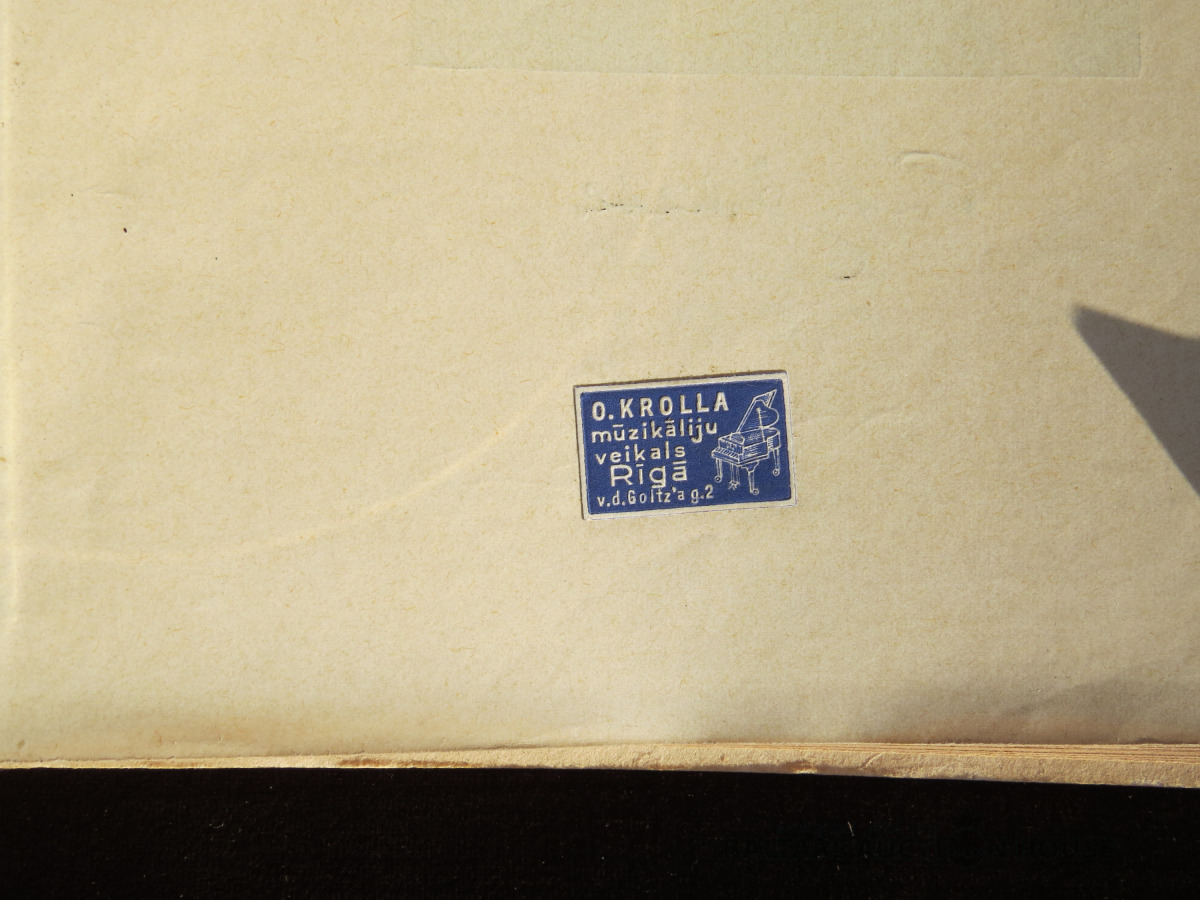 O. KROLLA
mūzikāliju
veikals
Rīgā
v.d. Goltz'a g. 2